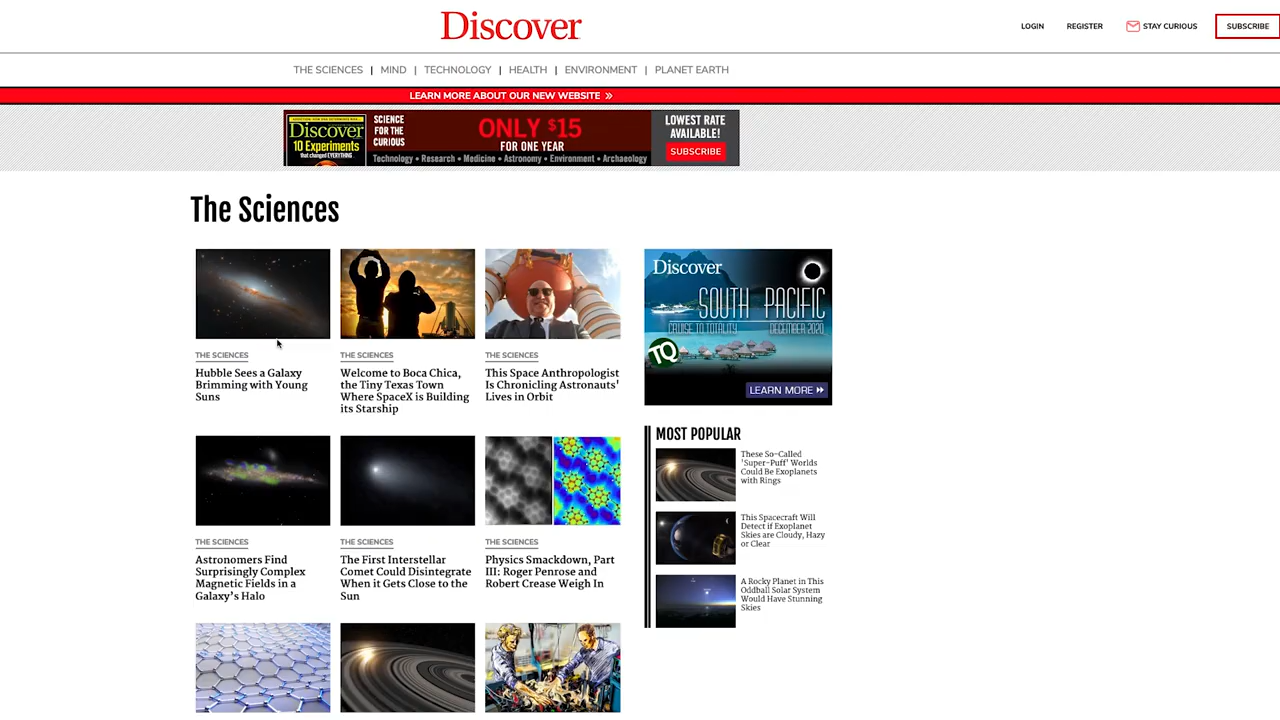 Discover
LOGIN
REGISTER
STAY CURIOUS
SUBSCRIBE
THE SCIENCES | MIND | TECHNOLOGY | HEALTH | ENVIRONMENT | PLANET EARTH
LEARN MORE ABOUT OUR NEW WEBSITE »
Discover
10 Experiments
that changed EVERYTHING
SCIENCE
FOR THE
CURIOUS
ONLY $15
FOR ONE YEAR
Technology • Research • Medicine • Astronomy • Environment • Archaeology
LOWEST RATE
AVAILABLE!
SUBSCRIBE
The Sciences
THE SCIENCES
Hubble Sees a Galaxy
Brimming with Young
Suns
THE SCIENCES
Welcome to Boca Chica,
the Tiny Texas Town
Where SpaceX is Building
its Starship
THE SCIENCES
This Space Anthropologist
Is Chronicling Astronauts'
Lives in Orbit
Discover
SOUTH PACIFIC
CRUISE TO TOTALITY
DECEMBER 2020
TQ
LEARN MORE
THE SCIENCES
Astronomers Find
Surprisingly Complex
Magnetic Fields in a
Galaxy's Halo
THE SCIENCES
The First Interstellar
Comet Could Disintegrate
When it Gets Close to the
Sun
THE SCIENCES
Physics Smackdown, Part
III: Roger Penrose and
Robert Crease Weigh In
MOST POPULAR
These So-Called
'Super-Puff' Worlds
Could Be Exoplanets
with Rings
This Spacecraft Will
Detect if Exoplanet
Skies are Cloudy, Hazy
or Clear
A Rocky Planet in This
Oddball Solar System
Would Have Stunning
Skies